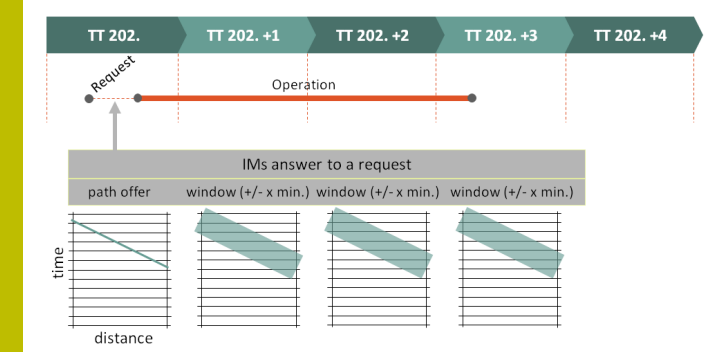 TT 202. TT 202. +1 TT 202. +2 TT 202. +3 TT 202. +4
Request
Operation
IMs answer to a request
path offer window (+/- x min.) window (+/- x min.) window (+/- x min.)
time
distance